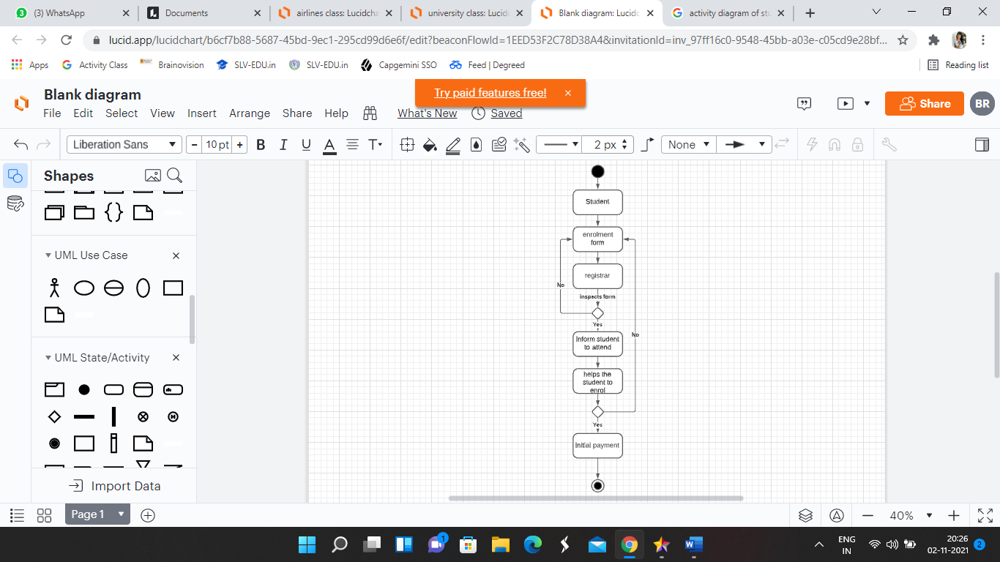 (3) WhatsApp
Documents
airlines class: Lucidcha
university class: Lucid
Blank diagram: Lucidc
activity diagram of stu
lucid.app/lucidchart/b6cf7b88-5687-45bd-9ec1-295cd99d6e6f/edit?beaconFlowId=1EED53F2C78D38A4&invitationId=inv_97ff16c0-9548-45bb-a03e-c05cd9e28bf...
Apps
Activity Class
Brainovision
SLV-EDU.in
SLV-EDU.in
Capgemini SSO
Feed | Degreed
Reading list
Blank diagram
Try paid features free!
File Edit Select View Insert Arrange Share Help What's New Saved
Share
BR
Liberation Sans
- 10 pt +
B I U A T
2 px
None
Shapes
UML Use Case
UML State/Activity
Import Data
Student
enrolment
form
registrar
No
inspects form
Yes
Inform student
to attend
No
helps the
student to
enrol
Yes
Initial payment
Page 1
40%
1
ENG
IN
20:26
02-11-2021
2